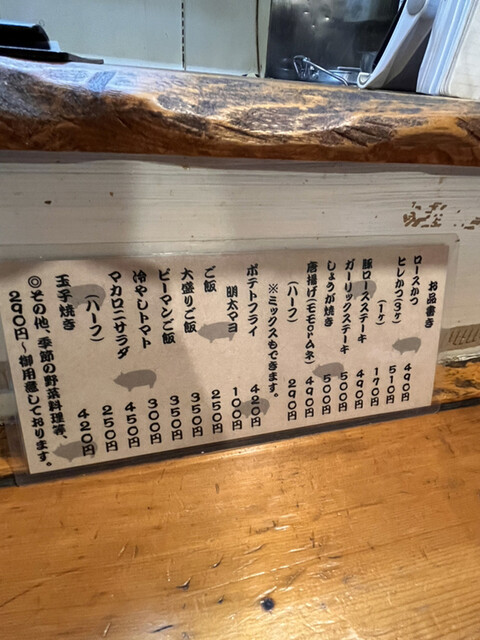 お品書き
ロースかつ 490円
ヒレかつ(3ヶ) 510円
(1ヶ) 170円
豚ロースステーキ 490円
ガーリックステーキ 500円
しょうが焼き 500円
唐揚げ(モモorムネ) 490円
(ハーフ) 290円
※ミックスもできます。
ポテトフライ 420円
明太マヨ 100円
ご飯 250円
大盛りご飯 350円
ピーマンご飯 350円
冷やしトマト 300円
マカロニサラダ 450円
(ハーフ) 250円
玉子焼き 420円
◎その他、季節の野菜料理等、
290円〜御用意しております。